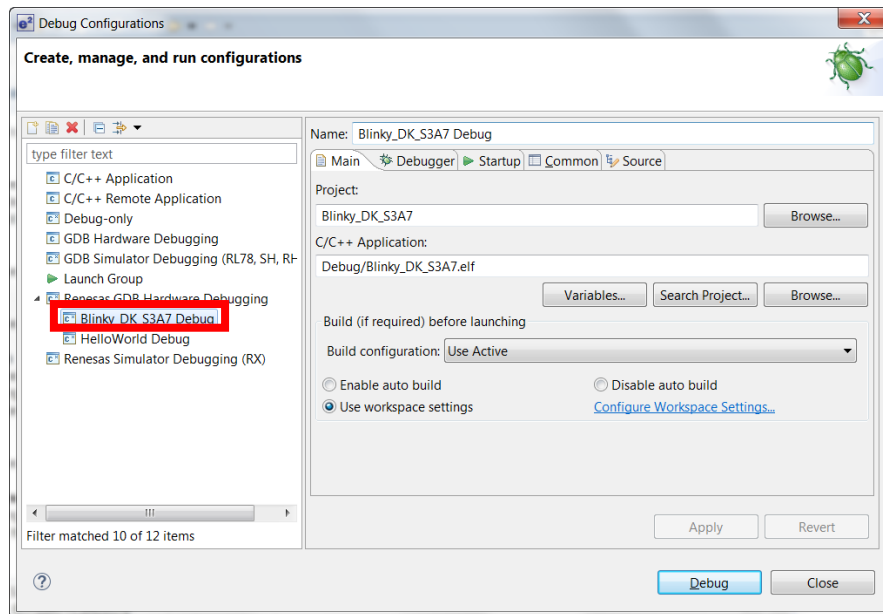 e² Debug Configurations
X
Create, manage, and run configurations
type filter text
C/C++ Application
C/C++ Remote Application
Debug-only
GDB Hardware Debugging
GDB Simulator Debugging (RL78, SH, RH
Launch Group
Renesas GDB Hardware Debugging
Blinky_DK_S3A7 Debug
HelloWorld Debug
Renesas Simulator Debugging (RX)
Filter matched 10 of 12 items
Name: Blinky_DK_S3A7 Debug
Main Debugger Startup Common Source
Project:
Blinky_DK_S3A7 Browse...
C/C++ Application:
Debug/Blinky_DK_S3A7.elf
Variables... Search Project... Browse...
Build (if required) before launching
Build configuration: Use Active
Enable auto build Disable auto build
Use workspace settings Configure Workspace Settings...
Apply Revert
? Debug Close